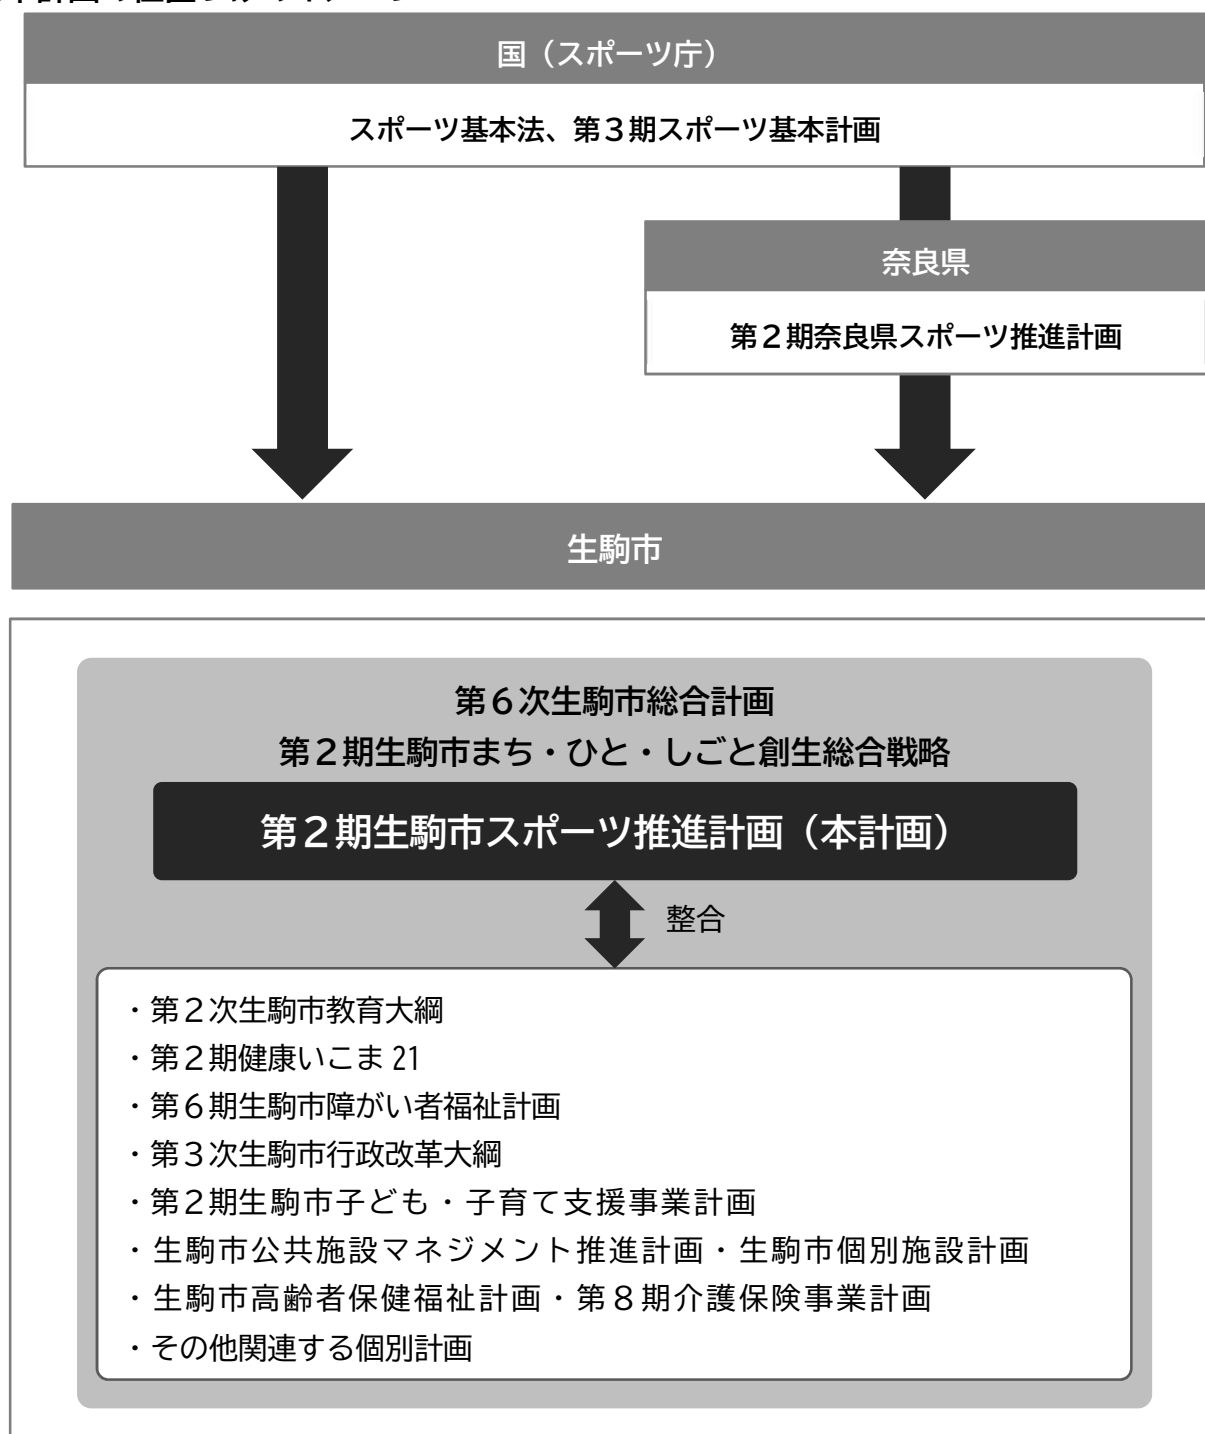 国（スポーツ庁）
スポーツ基本法、第３期スポーツ基本計画
奈良県
第２期奈良県スポーツ推進計画
生駒市
第６次生駒市総合計画
第２期生駒市まち・ひと・しごと創生総合戦略
第２期生駒市スポーツ推進計画（本計画）
整合
・第２次生駒市教育大綱
・第２期健康いこま 21
・第６期生駒市障がい者福祉計画
・第３次生駒市行政改革大綱
・第２期生駒市子ども・子育て支援事業計画
・生駒市公共施設マネジメント推進計画・生駒市個別施設計画
・生駒市高齢者保健福祉計画・第８期介護保険事業計画
・その他関連する個別計画